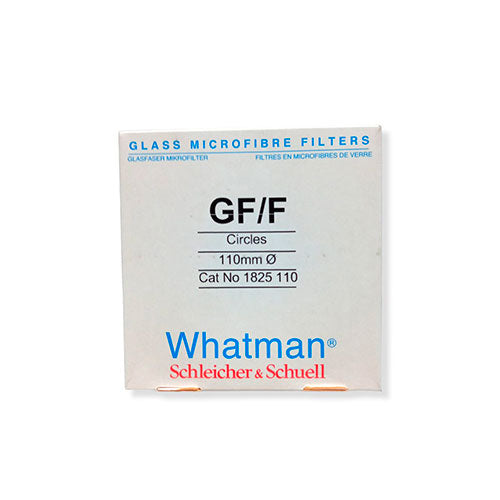 GLASS MICROFIBRE FILTERS
GLASFASER MIKROFILTER FILTRES EN MICROFIBRES DE VERRE
GF/F
Circles
110mm Ø
Cat No 1825 110
Whatman®
Schleicher & Schuell